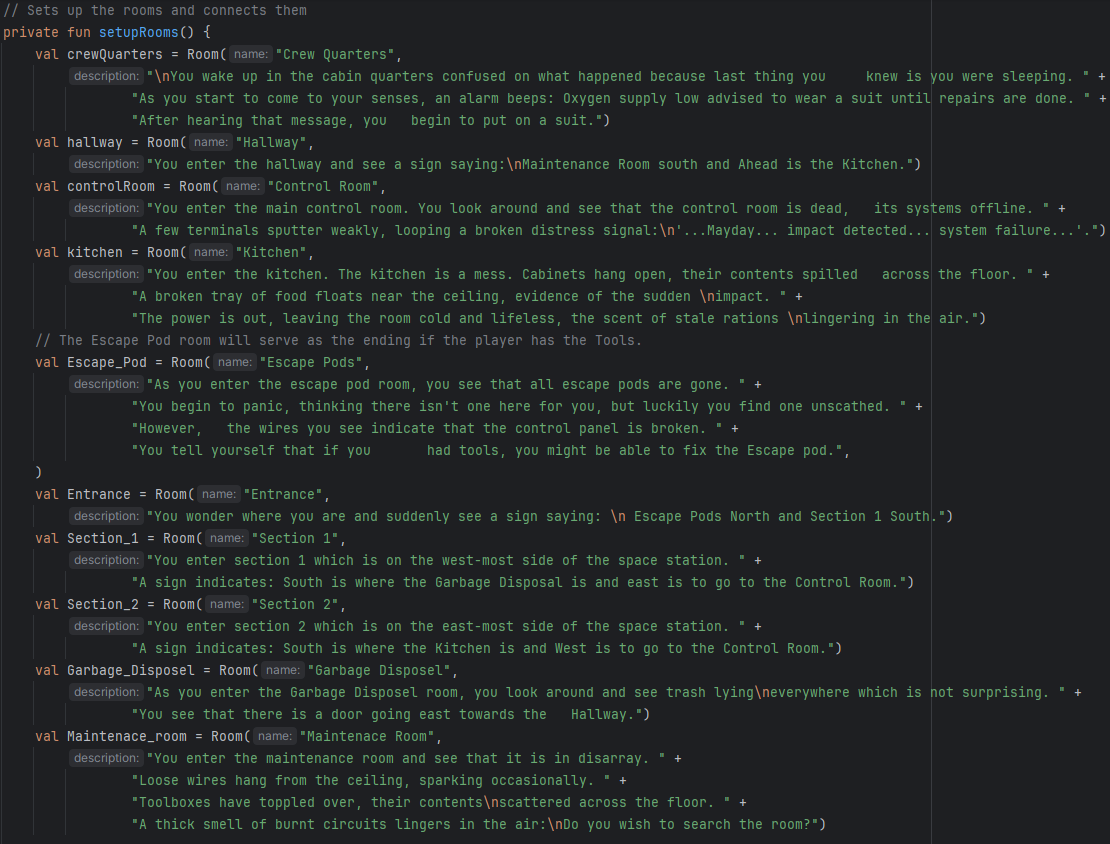 // Sets up the rooms and connects them
private fun setupRooms() {
    val crewQuarters = Room( name: "Crew Quarters",
        description: "\nYou wake up in the cabin quarters confused on what happened because last thing you     knew is you were sleeping. " +
                "As you start to come to your senses, an alarm beeps: Oxygen supply low advised to wear a suit until repairs are done. " +
                "After hearing that message, you   begin to put on a suit.")
    val hallway = Room( name: "Hallway",
        description: "You enter the hallway and see a sign saying:\nMaintenance Room south and Ahead is the Kitchen.")
    val controlRoom = Room( name: "Control Room",
        description: "You enter the main control room. You look around and see that the control room is dead,   its systems offline. " +
                "A few terminals sputter weakly, looping a broken distress signal:\n'...Mayday... impact detected... system failure...'.")
    val kitchen = Room( name: "Kitchen",
        description: "You enter the kitchen. The kitchen is a mess. Cabinets hang open, their contents spilled   across the floor. " +
                "A broken tray of food floats near the ceiling, evidence of the sudden \nimpact. " +
                "The power is out, leaving the room cold and lifeless, the scent of stale rations \nlingering in the air.")
    // The Escape Pod room will serve as the ending if the player has the Tools.
    val Escape_Pod = Room( name: "Escape Pods",
        description: "As you enter the escape pod room, you see that all escape pods are gone. " +
                "You begin to panic, thinking there isn't one here for you, but luckily you find one unscathed. " +
                "However,   the wires you see indicate that the control panel is broken. " +
                "You tell yourself that if you       had tools, you might be able to fix the Escape pod.",
    )
    val Entrance = Room( name: "Entrance",
        description: "You wonder where you are and suddenly see a sign saying: \n Escape Pods North and Section 1 South.")
    val Section_1 = Room( name: "Section 1",
        description: "You enter section 1 which is on the west-most side of the space station. " +
                "A sign indicates: South is where the Garbage Disposal is and east is to go to the Control Room.")
    val Section_2 = Room( name: "Section 2",
        description: "You enter section 2 which is on the east-most side of the space station. " +
                "A sign indicates: South is where the Kitchen is and West is to go to the Control Room.")
    val Garbage_Disposel = Room( name: "Garbage Disposel",
        description: "As you enter the Garbage Disposel room, you look around and see trash lying\neverywhere which is not surprising. " +
                "You see that there is a door going east towards the   Hallway.")
    val Maintenace_room = Room( name: "Maintenace Room",
        description: "You enter the maintenance room and see that it is in disarray. " +
                "Loose wires hang from the ceiling, sparking occasionally. " +
                "Toolboxes have toppled over, their contents\nscattered across the floor. " +
                "A thick smell of burnt circuits lingers in the air:\nDo you wish to search the room?")